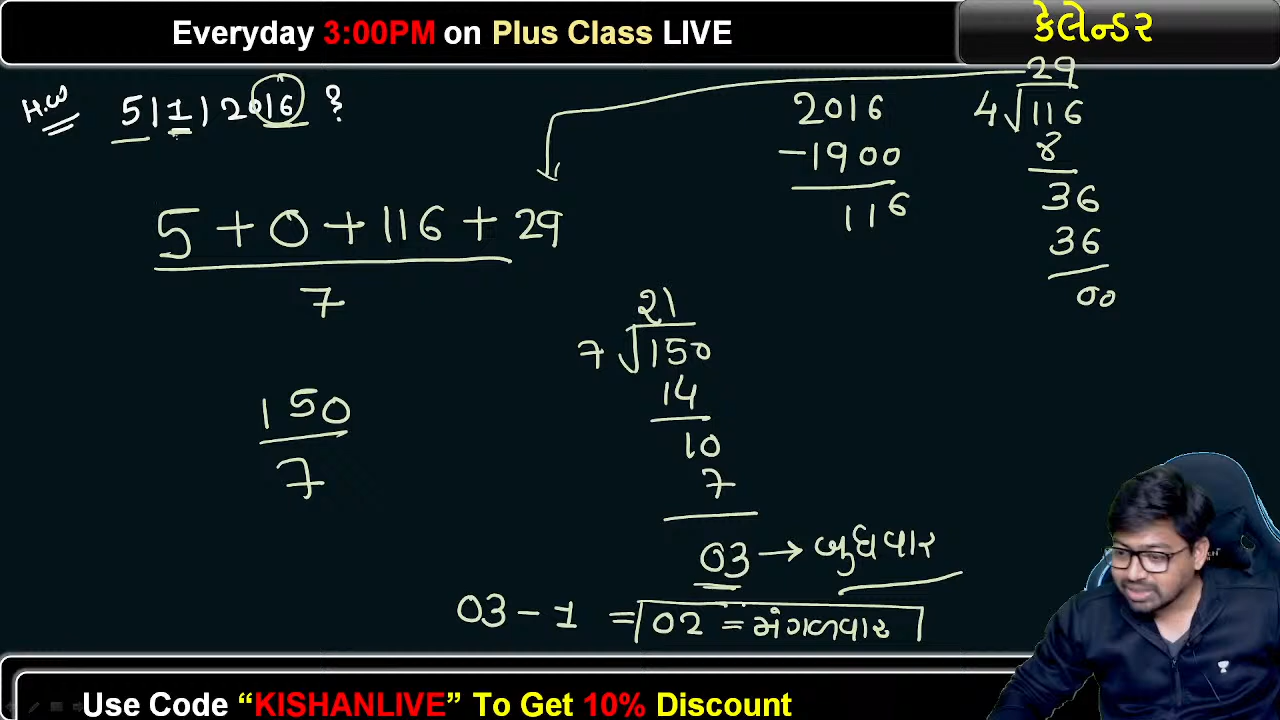 Everyday 3:00PM on Plus Class LIVE
કેલેન્ડર
H.W 5|1|2016 ?
2016
-1900
116
29
4√116
8
36
36
00
5 + 0 + 116 + 29
7
150
7
21
7√150
14
10
7
03 → બુધવાર
03 - 1 = 02 = મંગળવાર
Use Code “KISHANLIVE” To Get 10% Discount